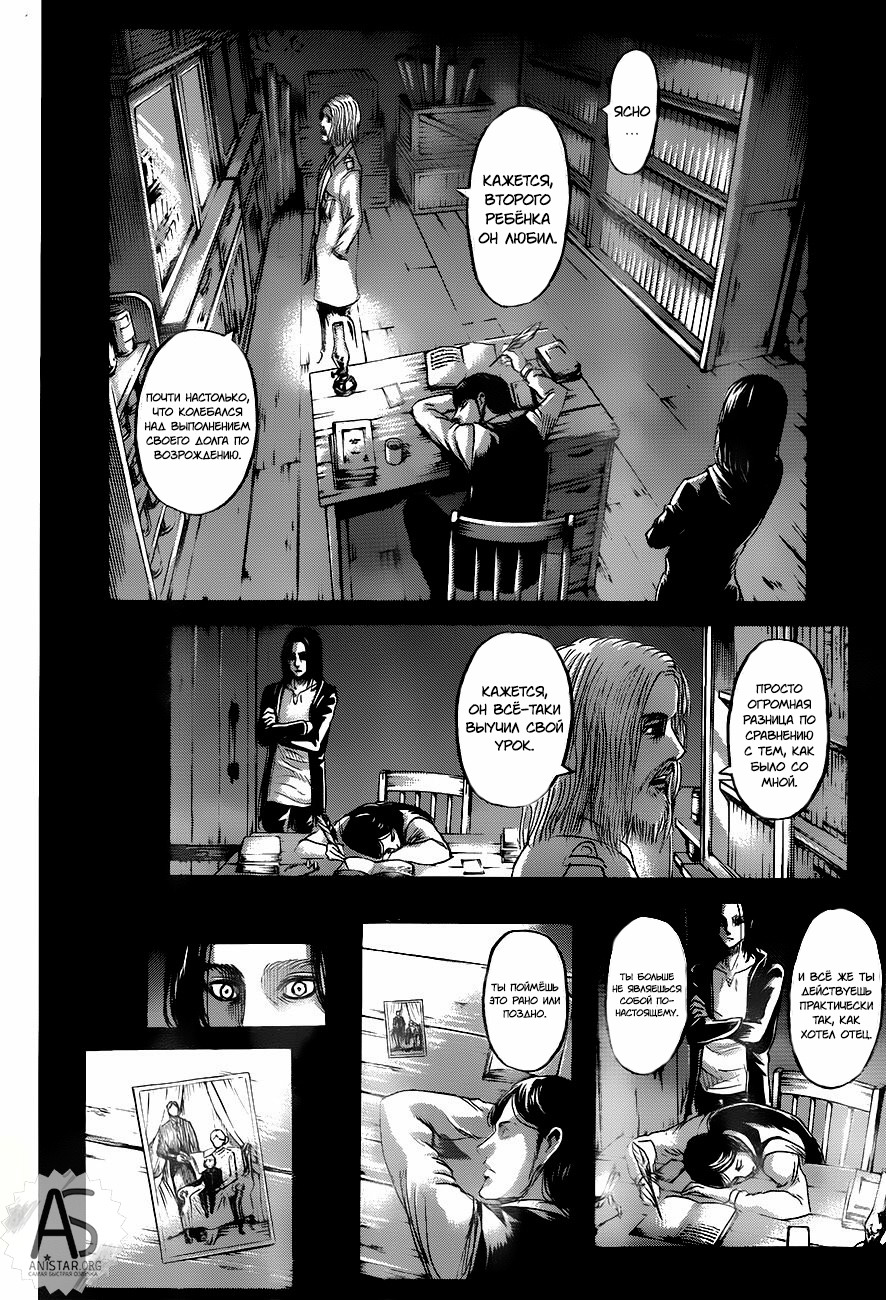 ЯСНО
...
КАЖЕТСЯ,
ВТОРОГО
РЕБЁНКА
ОН ЛЮБИЛ.
ПОЧТИ НАСТОЛЬКО,
ЧТО КОЛЕБАЛСЯ
НАД ВЫПОЛНЕНИЕМ
СВОЕГО ДОЛГА ПО
ВОЗРОЖДЕНИЮ.
ПРОСТО
ОГРОМНАЯ
РАЗНИЦА ПО
СРАВНЕНИЮ
С ТЕМ, КАК
БЫЛО СО
МНОЙ.
КАЖЕТСЯ,
ОН ВСЁ-ТАКИ
ВЫУЧИЛ СВОЙ
УРОК.
И ВСЁ ЖЕ ТЫ
ДЕЙСТВУЕШЬ
ПРАКТИЧЕСКИ
ТАК, КАК
ХОТЕЛ ОТЕЦ.
ТЫ БОЛЬШЕ
НЕ ЯВЛЯЕШЬСЯ
СОБОЙ ПО-
НАСТОЯЩЕМУ.
ТЫ ПОЙМЁШЬ
ЭТО РАНО ИЛИ
ПОЗДНО.
AS
ANISTAR.ORG
САМАЯ БЫСТРАЯ ОЗВУЧКА